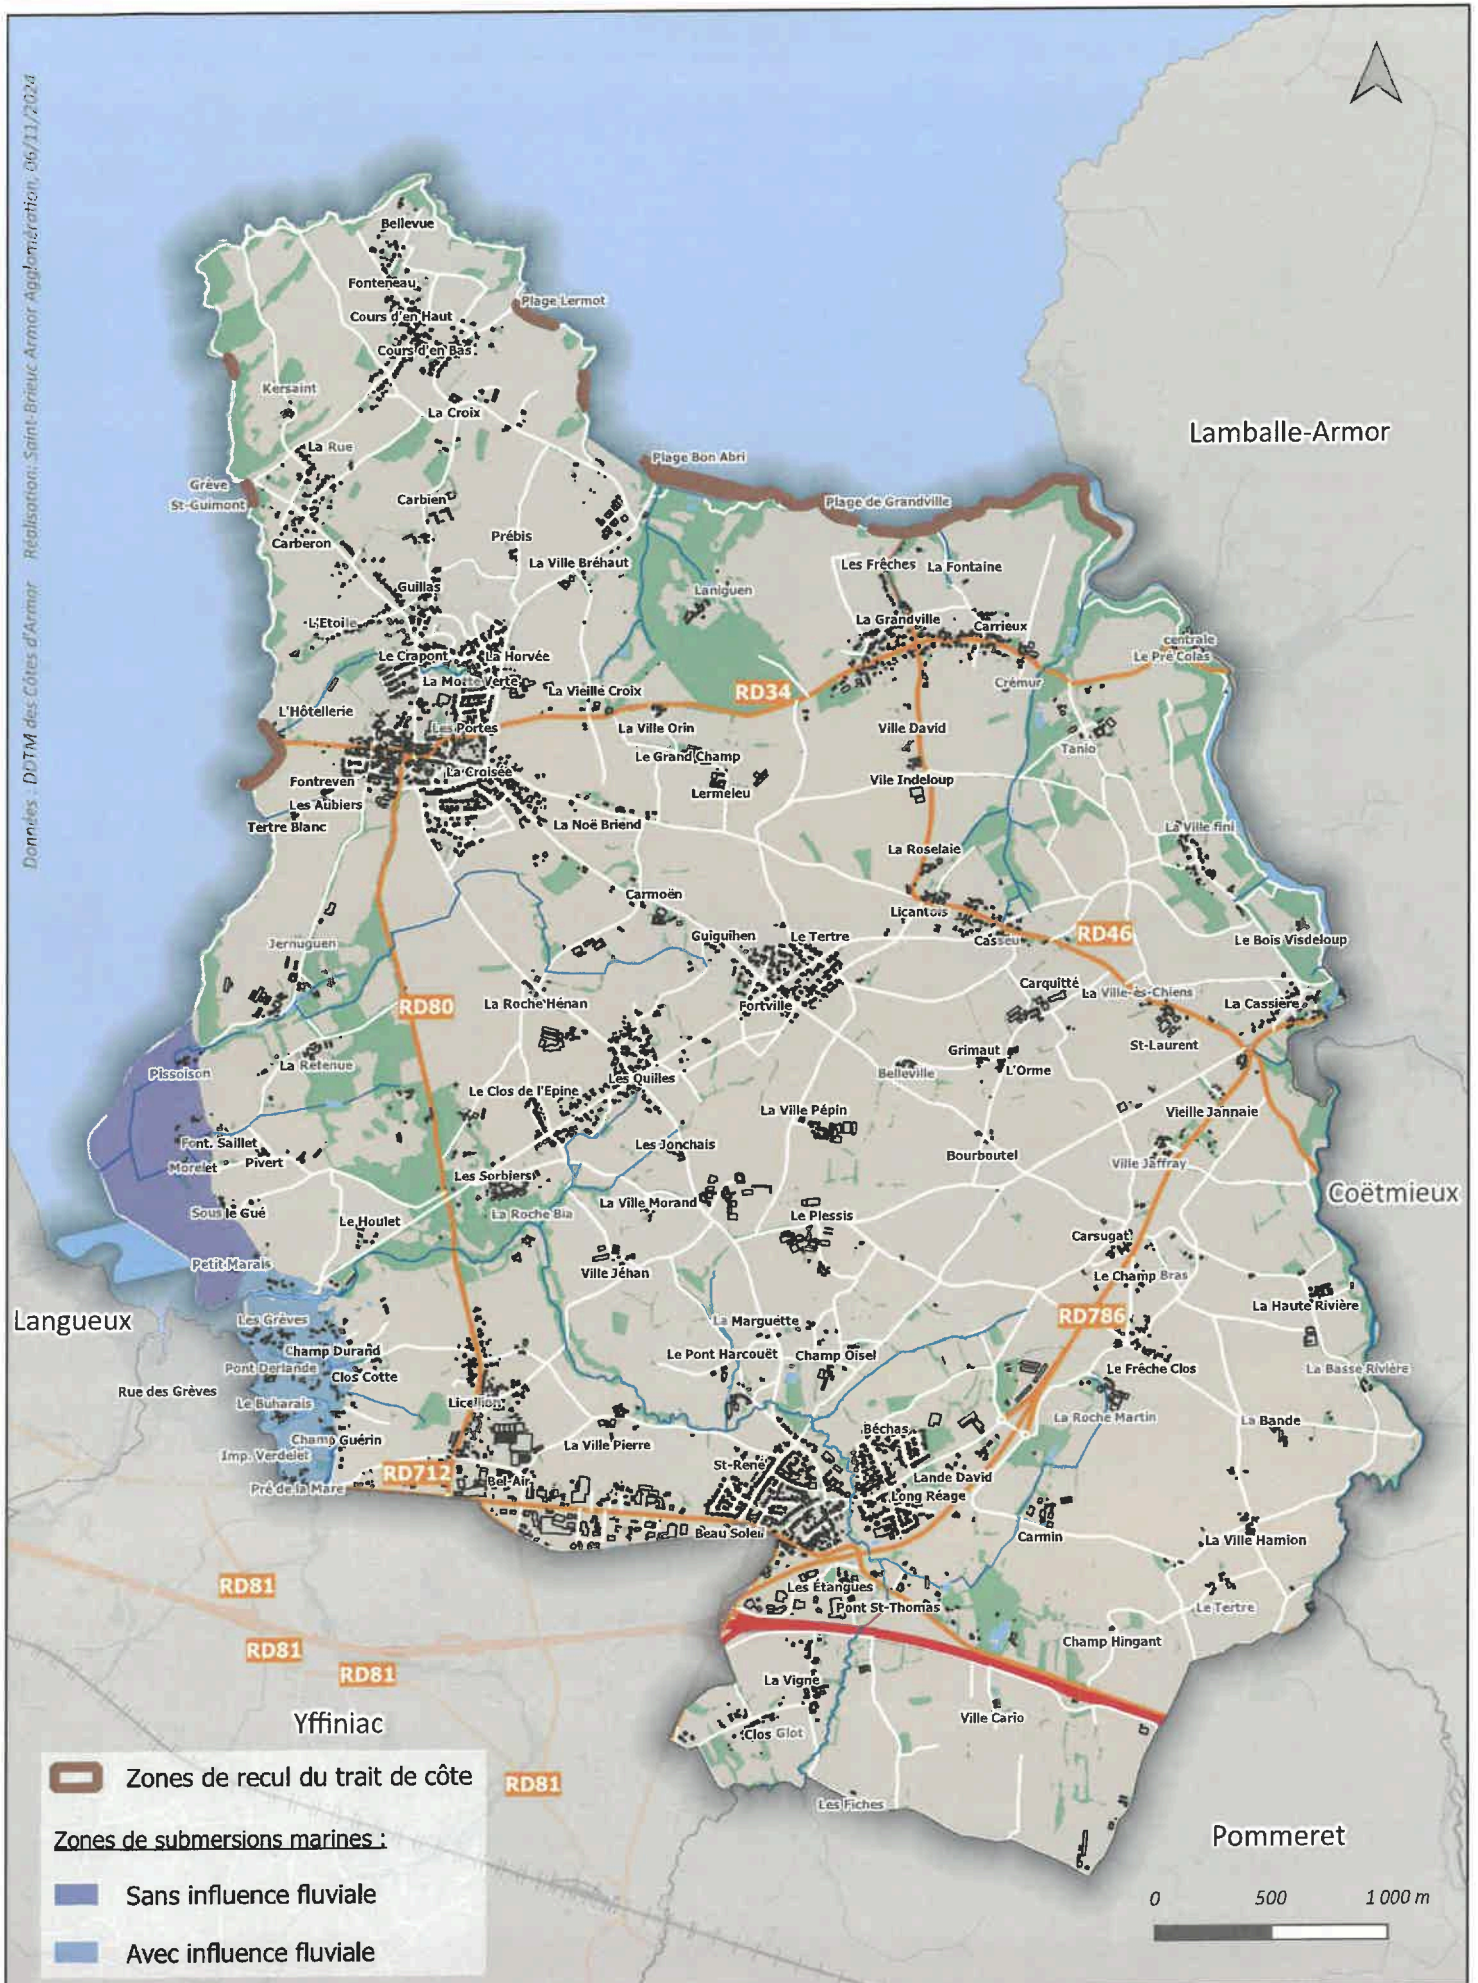 Données : DDTM des Côtes d'Armor   Réalisation: Saint-Brieuc Armor Agglomération, 06/11/2024
Bellevue
Fonteneau
Plage Lermot
Cours d'en Haut
Cours d'en Bas
Kersaint
La Croix
Lamballe-Armor
La Rue
Plage Bon Abri
Grève
St-Guimont
Carbien
Plage de Grandville
Carberon
Prébis
La Ville Bréhaut
Les Frêches
La Fontaine
Guillas
Laniguen
L'Etoile
La Grandville
Carrieux
centrale
Le Pré Colas
Le Crapont
La Horvée
La Motte Verte
Crémur
La Vieille Croix
RD34
L'Hôtellerie
Les Portes
La Ville Orin
Ville David
Tanio
Le Grand Champ
La Croisée
Fontreven
Vile Indeloup
Lermeleu
Les Aubiers
Tertre Blanc
La Noë Briend
La Ville fini
La Roselaie
Carmoën
Licantois
Guiguihen
Le Tertre
RD46
Casseu
Le Bois Visdeloup
Jernuguen
Carquitté
La Ville-ès-Chiens
La Roche Hénan
RD80
Fortville
La Cassière
St-Laurent
Grimaut
L'Orme
La Retenue
Pissoison
Les Quilles
Belleville
Le Clos de l'Epine
La Ville Pépin
Vieille Jannaie
Font. Saillet
Les Jonchais
Morelet
Pivert
Bourboutel
Ville Jaffray
Les Sorbiers
Coëtmieux
La Ville Morand
Sous le Gué
La Roche Bia
Le Plessis
Le Houlet
Carsugat
Petit Marais
Ville Jéhan
Le Champ Bras
La Haute Rivière
Langueux
Les Grèves
La Marguette
RD786
Champ Durand
Le Pont Harcouët
Champ Oisel
Pont Derlande
Le Frêche Clos
La Basse Rivière
Clos Cotte
Rue des Grèves
Le Buharais
Licellion
La Roche Martin
La Bande
Champ Guérin
Béchas
La Ville Pierre
Imp. Verdelet
St-René
RD712
Lande David
Bel-Air
Pré de la Mare
Long Réage
Beau Soleil
Carmin
La Ville Hamion
RD81
Les Étangues
Pont St-Thomas
Le Tertre
RD81
Champ Hingant
RD81
La Vigne
Ville Cario
Yffiniac
Clos Glot
RD81
Les Fiches
Pommeret
Zones de recul du trait de côte
Zones de submersions marines :
Sans influence fluviale
Avec influence fluviale
0 500 1 000 m